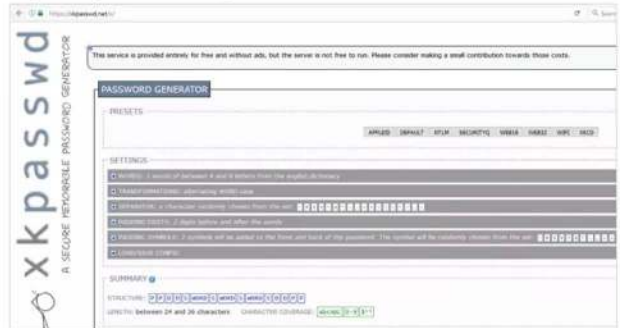 https://xkpasswd.net/s/
xkpasswd
A SECURE MEMORABLE PASSWORD GENERATOR
This service is provided entirely for free and without ads, but the server is not free to run. Please consider making a small contribution towards those costs.
PASSWORD GENERATOR
PRESETS
APPLEID DEFAULT NTLM SECURITYQ WEB16 WEB32 WIFI XKCD
SETTINGS
WORDS: 3 words of between 4 and 8 letters from the english dictionary
TRANSFORMATIONS: alternating WORD case
SEPARATOR: a character randomly chosen from the set:
PADDING DIGITS: 2 digits before and after the words
PADDING SYMBOLS: 2 symbols will be added to the front and back of the password. The symbol will be randomly chosen from the set:
LOAD/SAVE CONFIG
SUMMARY
STRUCTURE: P P D D S WORD S WORD S WORD S D D P P
LENGTH: between 24 and 36 characters CHARACTER COVERAGE: